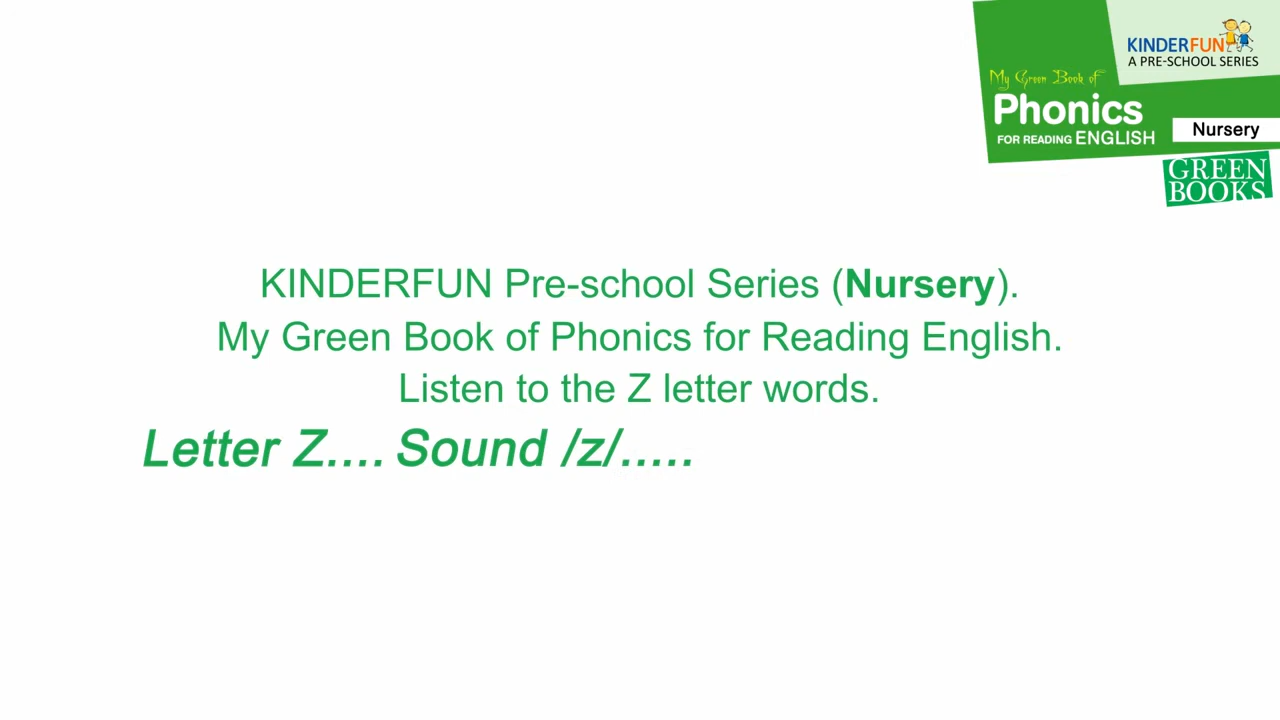 KINDERFUN
A PRE-SCHOOL SERIES
My Green Book of
Phonics
FOR READING ENGLISH
Nursery
GREEN
BOOKS
KINDERFUN Pre-school Series (Nursery).
My Green Book of Phonics for Reading English.
Listen to the Z letter words.
Letter Z.... Sound /z/.....